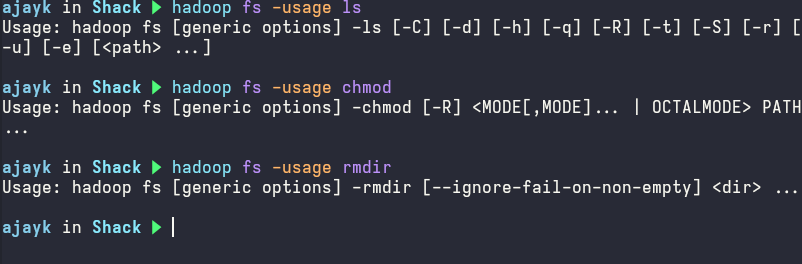 ajayk in Shack ▶ hadoop fs -usage ls
Usage: hadoop fs [generic options] -ls [-C] [-d] [-h] [-q] [-R] [-t] [-S] [-r] [
-u] [-e] [<path> ...]
ajayk in Shack ▶ hadoop fs -usage chmod
Usage: hadoop fs [generic options] -chmod [-R] <MODE[,MODE]... | OCTALMODE> PATH
...
ajayk in Shack ▶ hadoop fs -usage rmdir
Usage: hadoop fs [generic options] -rmdir [--ignore-fail-on-non-empty] <dir> ...
ajayk in Shack ▶